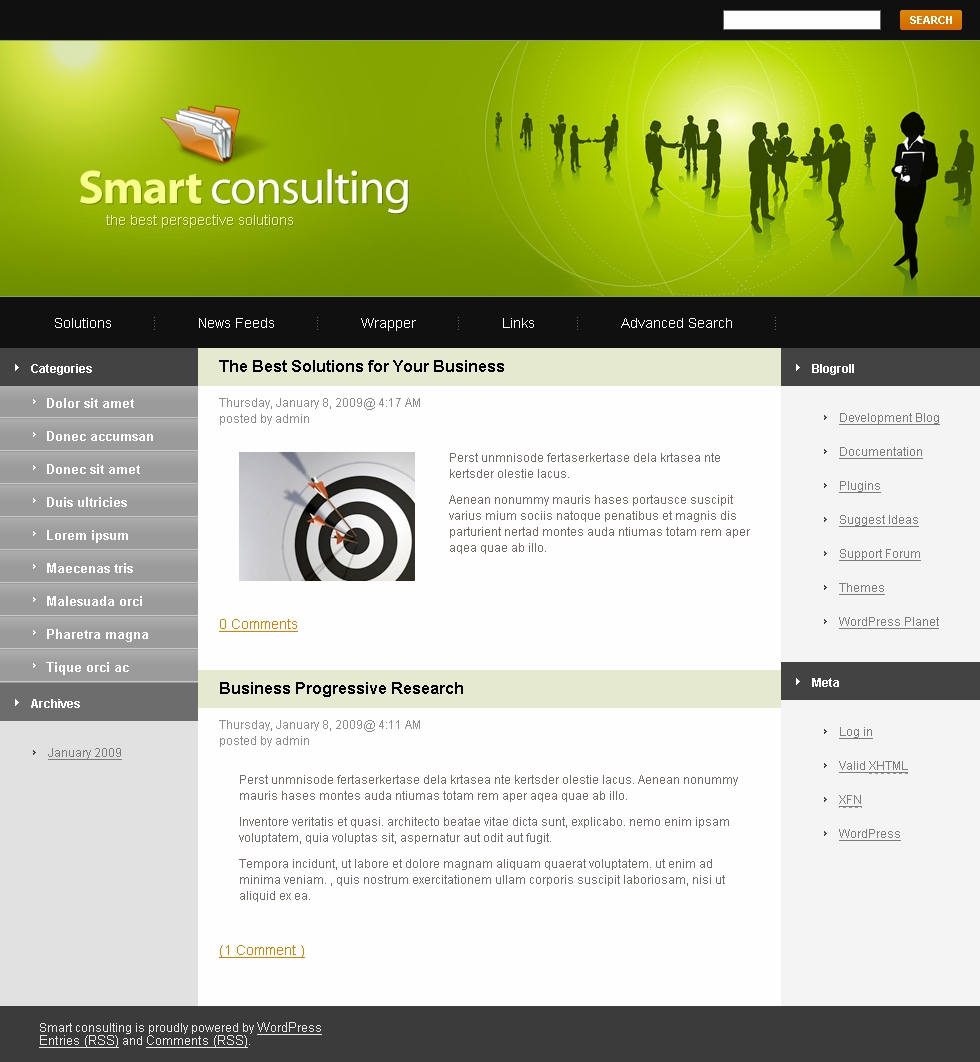 SEARCH
Smart consulting
the best perspective solutions
Solutions
News Feeds
Wrapper
Links
Advanced Search
Categories
Dolor sit amet
Donec accumsan
Donec sit amet
Duis ultricies
Lorem ipsum
Maecenas tris
Malesuada orci
Pharetra magna
Tique orci ac
Archives
January 2009
The Best Solutions for Your Business
Thursday, January 8, 2009@ 4:17 AM
posted by admin
Perst unmnisode fertaserkertase dela krtasea nte
kertsder olestie lacus.
Aenean nonummy mauris hases portausce suscipit
varius mium sociis natoque penatibus et magnis dis
parturient nertad montes auda ntiumas totam rem aper
aqea quae ab illo.
0 Comments
Business Progressive Research
Thursday, January 8, 2009@ 4:11 AM
posted by admin
Perst unmnisode fertaserkertase dela krtasea nte kertsder olestie lacus. Aenean nonummy
mauris hases montes auda ntiumas totam rem aper aqea quae ab illo.
Inventore veritatis et quasi. architecto beatae vitae dicta sunt, explicabo. nemo enim ipsam
voluptatem, quia voluptas sit, aspernatur aut odit aut fugit.
Tempora incidunt, ut labore et dolore magnam aliquam quaerat voluptatem. ut enim ad
minima veniam. , quis nostrum exercitationem ullam corporis suscipit laboriosam, nisi ut
aliquid ex ea.
(1 Comment )
Blogroll
Development Blog
Documentation
Plugins
Suggest Ideas
Support Forum
Themes
WordPress Planet
Meta
Log in
Valid XHTML
XFN
WordPress
Smart consulting is proudly powered by WordPress
Entries (RSS) and Comments (RSS).